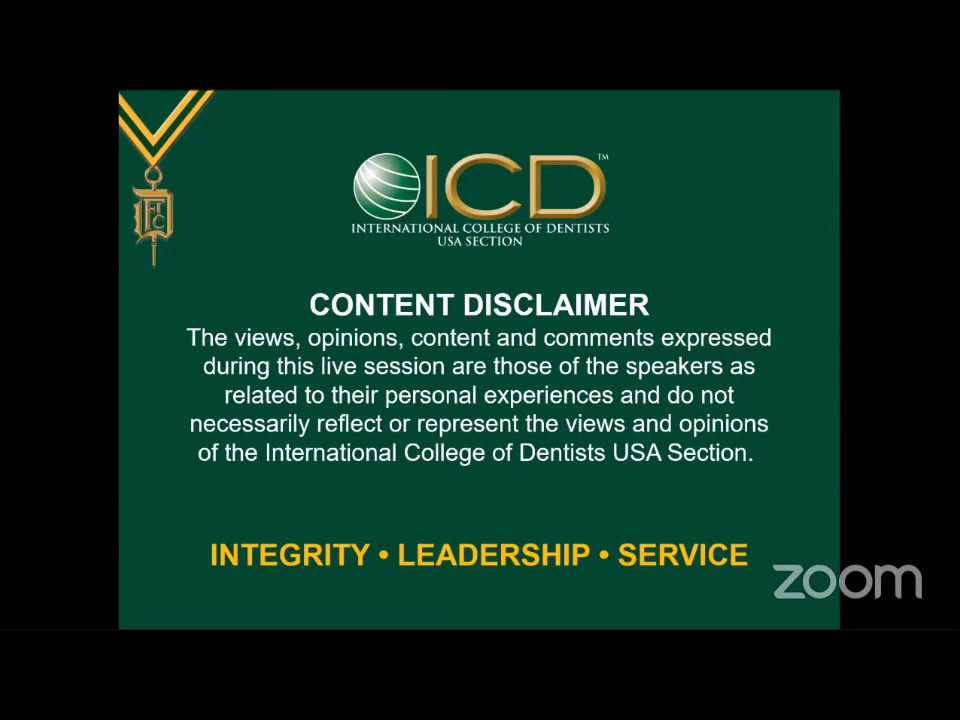 ICD™
INTERNATIONAL COLLEGE OF DENTISTS
USA SECTION
CONTENT DISCLAIMER
The views, opinions, content and comments expressed
during this live session are those of the speakers as
related to their personal experiences and do not
necessarily reflect or represent the views and opinions
of the International College of Dentists USA Section.
INTEGRITY • LEADERSHIP • SERVICE
zoom